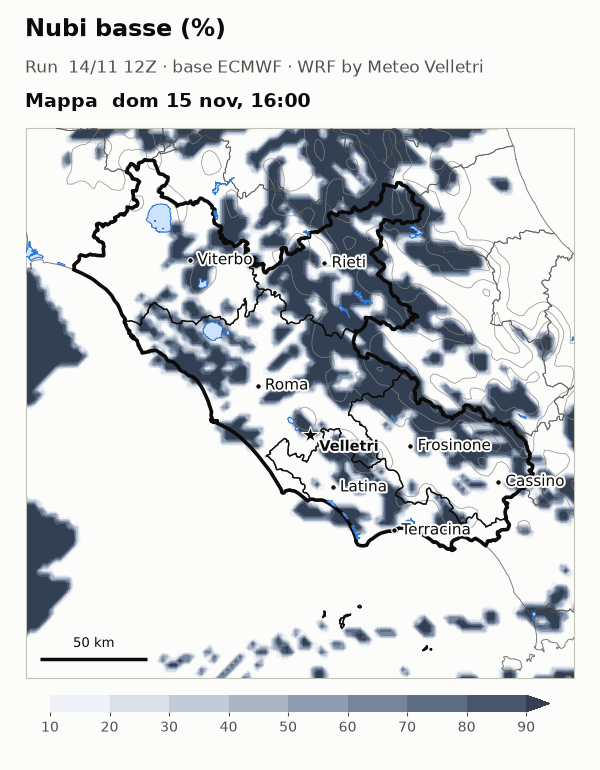 Nubi basse (%)
Run 14/11 12Z · base ECMWF · WRF by Meteo Velletri
Mappa dom 15 nov, 16:00
Viterbo
Rieti
Roma
Velletri
Frosinone
Latina
Cassino
Terracina
50 km
10 20 30 40 50 60 70 80 90